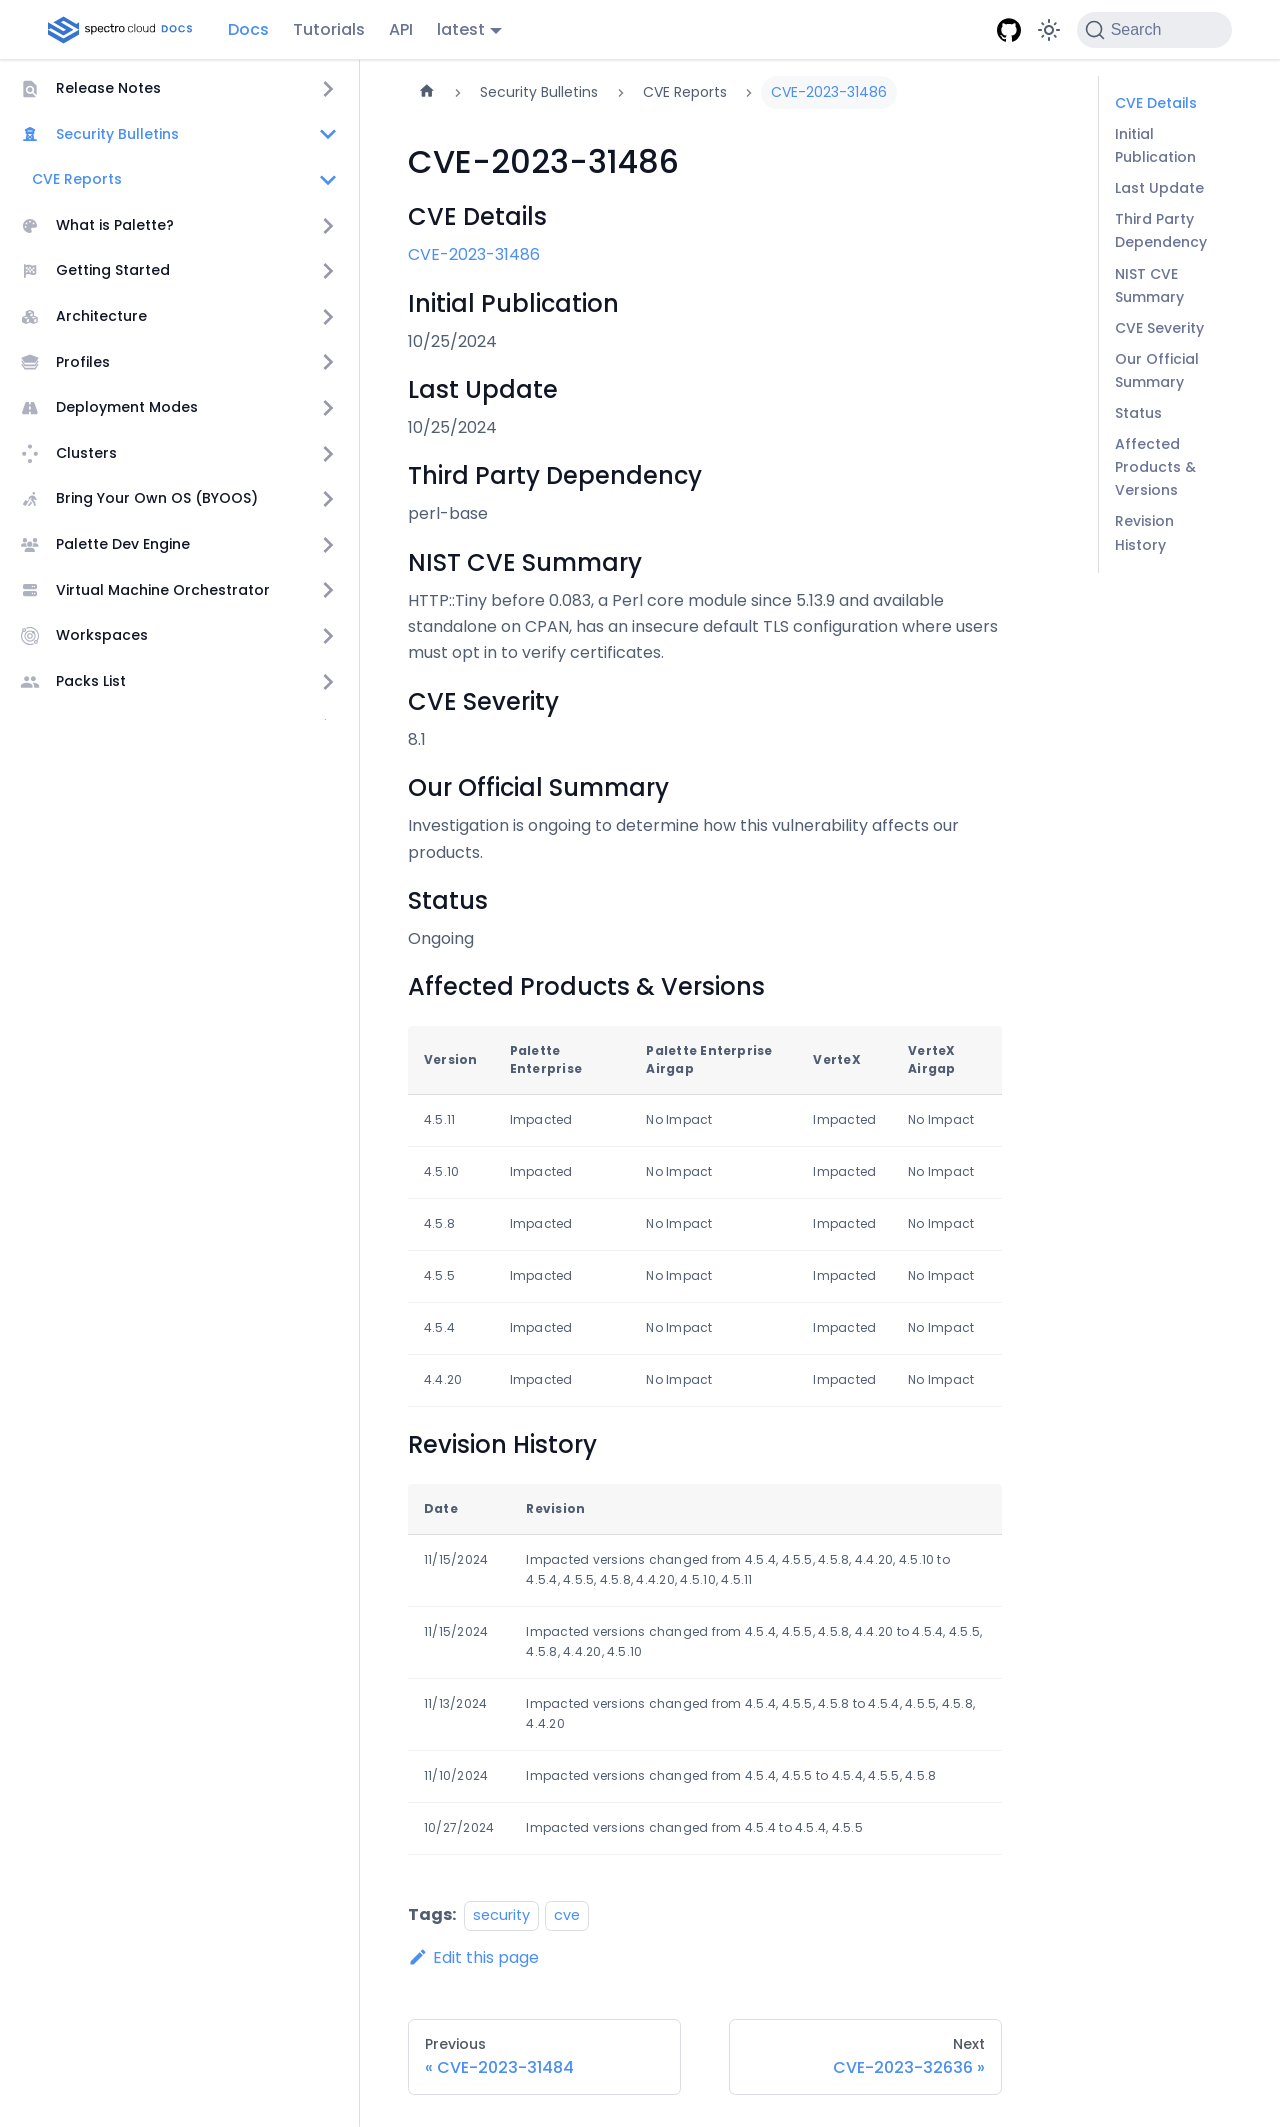 spectro cloud DOCS Docs Tutorials API latest Search
Release Notes
Security Bulletins
CVE Reports
What is Palette?
Getting Started
Architecture
Profiles
Deployment Modes
Clusters
Bring Your Own OS (BYOOS)
Palette Dev Engine
Virtual Machine Orchestrator
Workspaces
Packs List
Security Bulletins CVE Reports CVE-2023-31486
CVE-2023-31486
CVE Details
CVE-2023-31486
Initial Publication
10/25/2024
Last Update
10/25/2024
Third Party Dependency
perl-base
NIST CVE Summary
HTTP::Tiny before 0.083, a Perl core module since 5.13.9 and available
standalone on CPAN, has an insecure default TLS configuration where users
must opt in to verify certificates.
CVE Severity
8.1
Our Official Summary
Investigation is ongoing to determine how this vulnerability affects our
products.
Status
Ongoing
Affected Products & Versions
Version Palette Enterprise Palette Enterprise Airgap VerteX VerteX Airgap
4.5.11 Impacted No Impact Impacted No Impact
4.5.10 Impacted No Impact Impacted No Impact
4.5.8 Impacted No Impact Impacted No Impact
4.5.5 Impacted No Impact Impacted No Impact
4.5.4 Impacted No Impact Impacted No Impact
4.4.20 Impacted No Impact Impacted No Impact
Revision History
Date Revision
11/15/2024 Impacted versions changed from 4.5.4, 4.5.5, 4.5.8, 4.4.20, 4.5.10 to
4.5.4, 4.5.5, 4.5.8, 4.4.20, 4.5.10, 4.5.11
11/15/2024 Impacted versions changed from 4.5.4, 4.5.5, 4.5.8, 4.4.20 to 4.5.4, 4.5.5,
4.5.8, 4.4.20, 4.5.10
11/13/2024 Impacted versions changed from 4.5.4, 4.5.5, 4.5.8 to 4.5.4, 4.5.5, 4.5.8,
4.4.20
11/10/2024 Impacted versions changed from 4.5.4, 4.5.5 to 4.5.4, 4.5.5, 4.5.8
10/27/2024 Impacted versions changed from 4.5.4 to 4.5.4, 4.5.5
Tags: security cve
Edit this page
Previous
« CVE-2023-31484
Next
CVE-2023-32636 »
CVE Details
Initial
Publication
Last Update
Third Party
Dependency
NIST CVE
Summary
CVE Severity
Our Official
Summary
Status
Affected
Products &
Versions
Revision
History